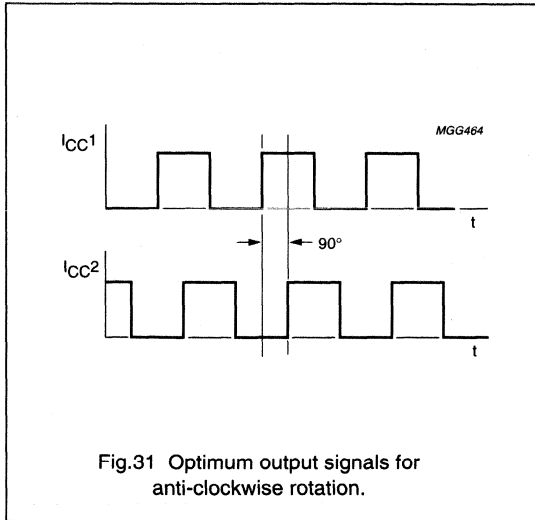 MGG464
ICC1
t
90°
ICC2
t
Fig.31 Optimum output signals for
anti-clockwise rotation.